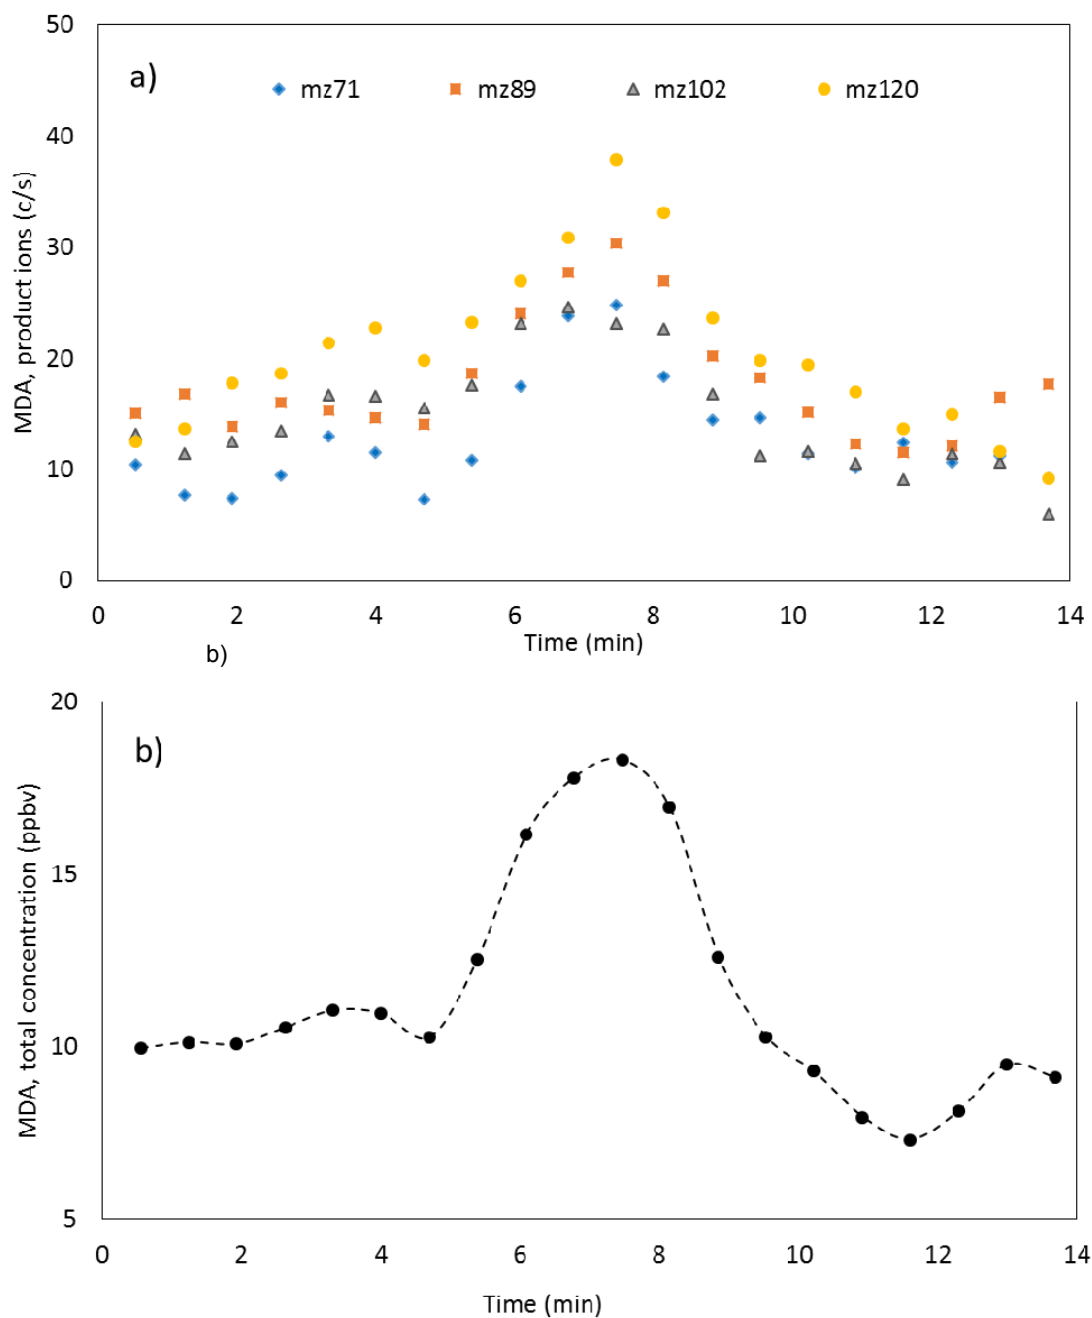 50
a)
mz71 mz89 mz102 mz120
40
30
20
10
0
MDA, product ions (c/s)
0 2 4 6 8 10 12 14
Time (min)
b)
20
b)
15
10
5
MDA, total concentration (ppbv)
0 2 4 6 8 10 12 14
Time (min)